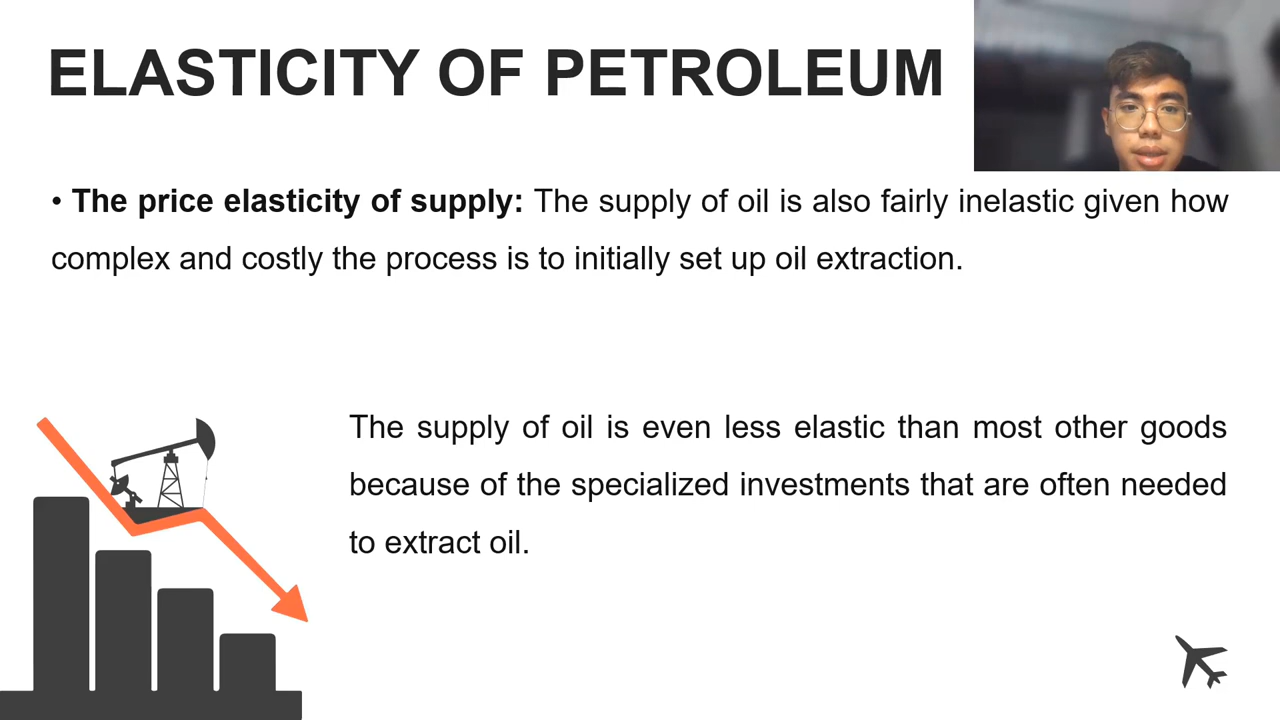 ELASTICITY OF PETROLEUM
• The price elasticity of supply: The supply of oil is also fairly inelastic given how
complex and costly the process is to initially set up oil extraction.
The supply of oil is even less elastic than most other goods
because of the specialized investments that are often needed
to extract oil.